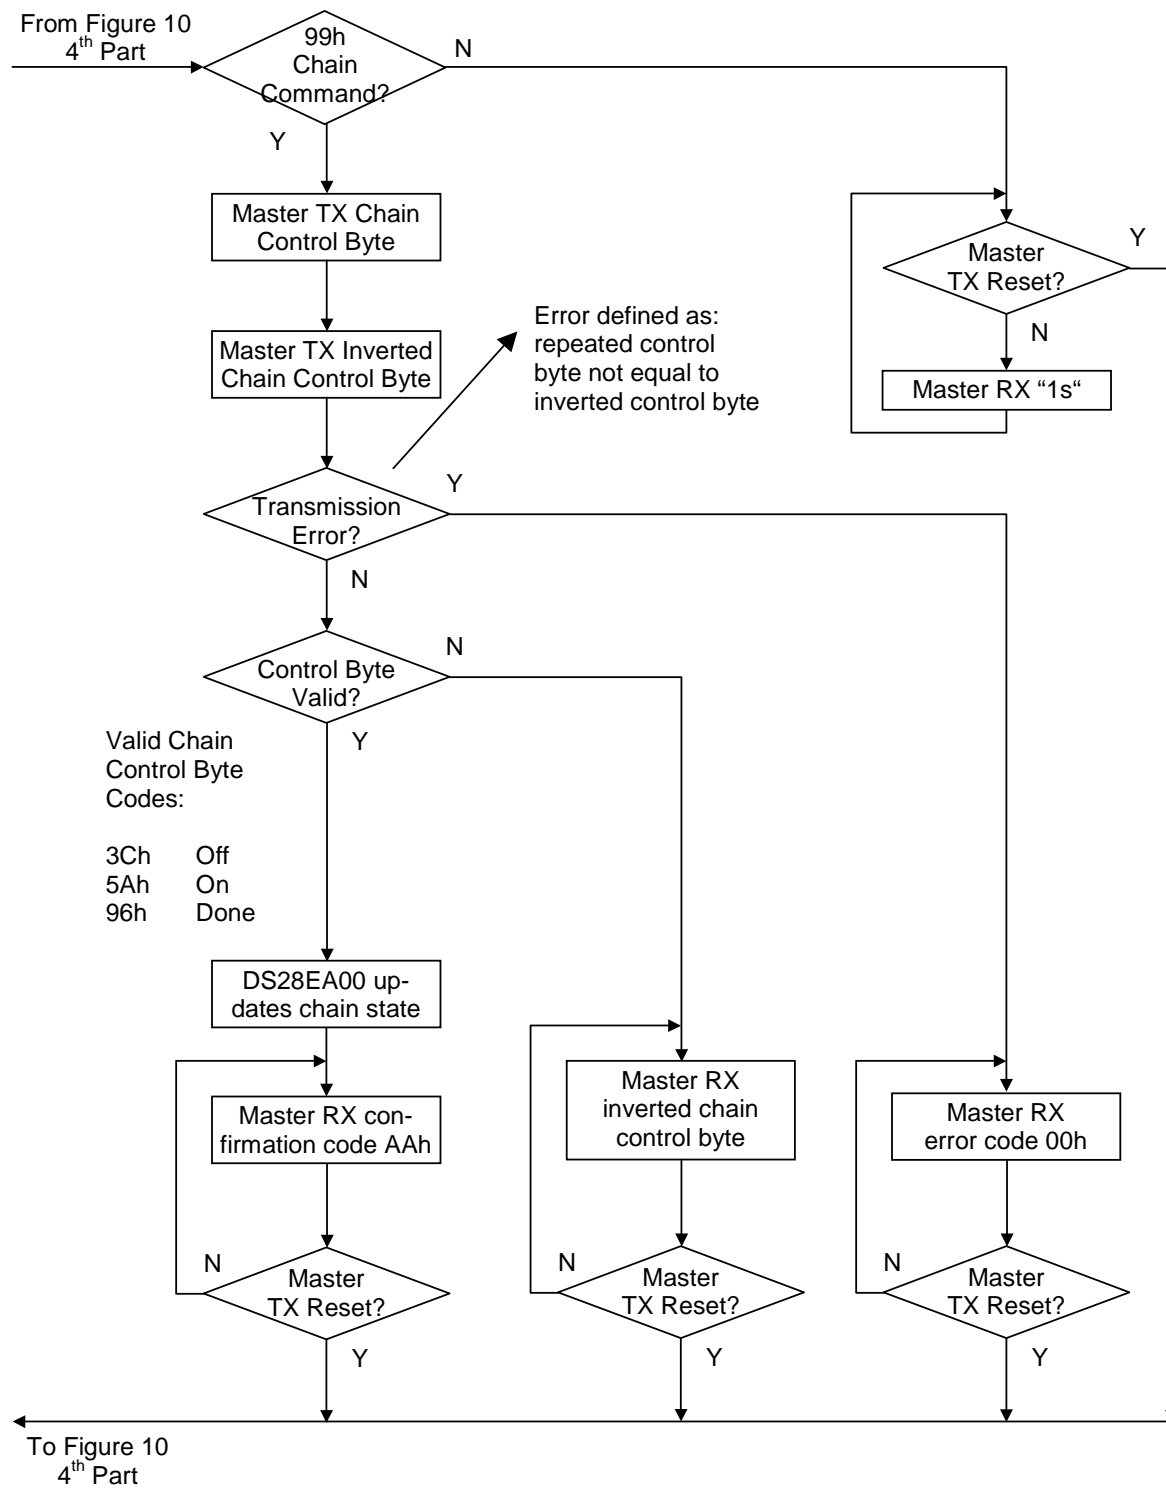 From Figure 10
4th Part
99h
Chain
Command?
N
Y
Master TX Chain
Control Byte
Master TX Inverted
Chain Control Byte
Error defined as:
repeated control
byte not equal to
inverted control byte
Master
TX Reset?
Y
N
Master RX “1s“
Transmission
Error?
Y
N
Control Byte
Valid?
N
Y
Valid Chain
Control Byte
Codes:
3Ch Off
5Ah On
96h Done
DS28EA00 up-
dates chain state
Master RX con-
firmation code AAh
Master
TX Reset?
N
Y
Master RX
inverted chain
control byte
Master
TX Reset?
N
Y
Master RX
error code 00h
Master
TX Reset?
N
Y
To Figure 10
4th Part